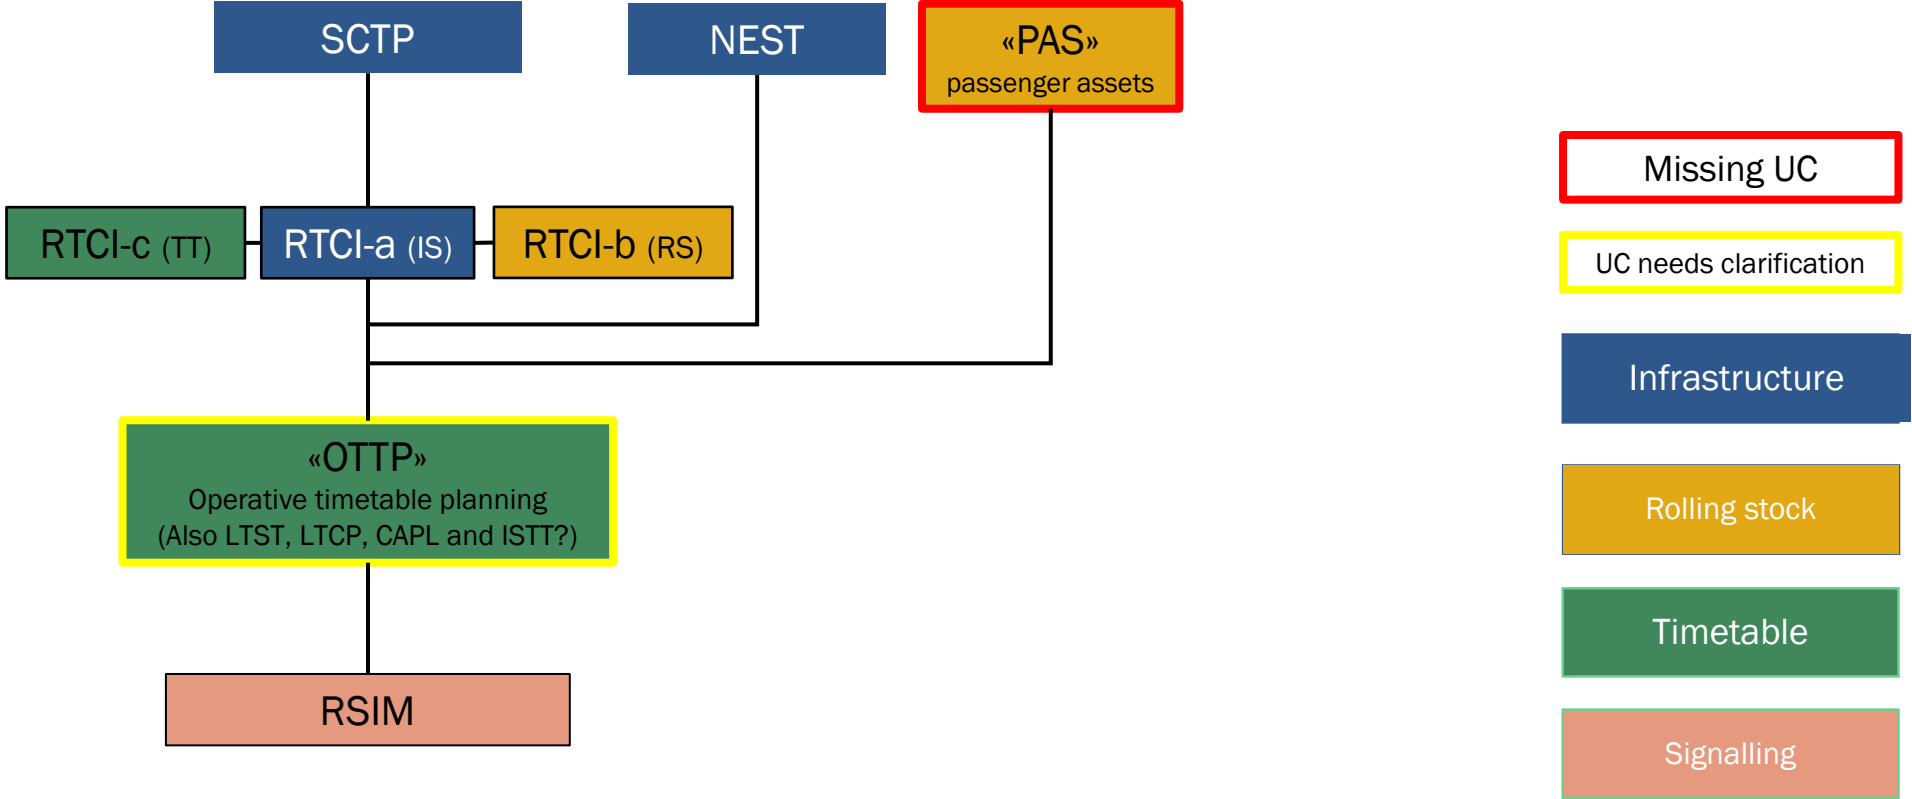 SCTP
NEST
«PAS»
passenger assets
Missing UC
RTCI-c (TT)
RTCI-a (IS)
RTCI-b (RS)
UC needs clarification
Infrastructure
«OTTP»
Operative timetable planning
(Also LTST, LTCP, CAPL and ISTT?)
Rolling stock
Timetable
RSIM
Signalling